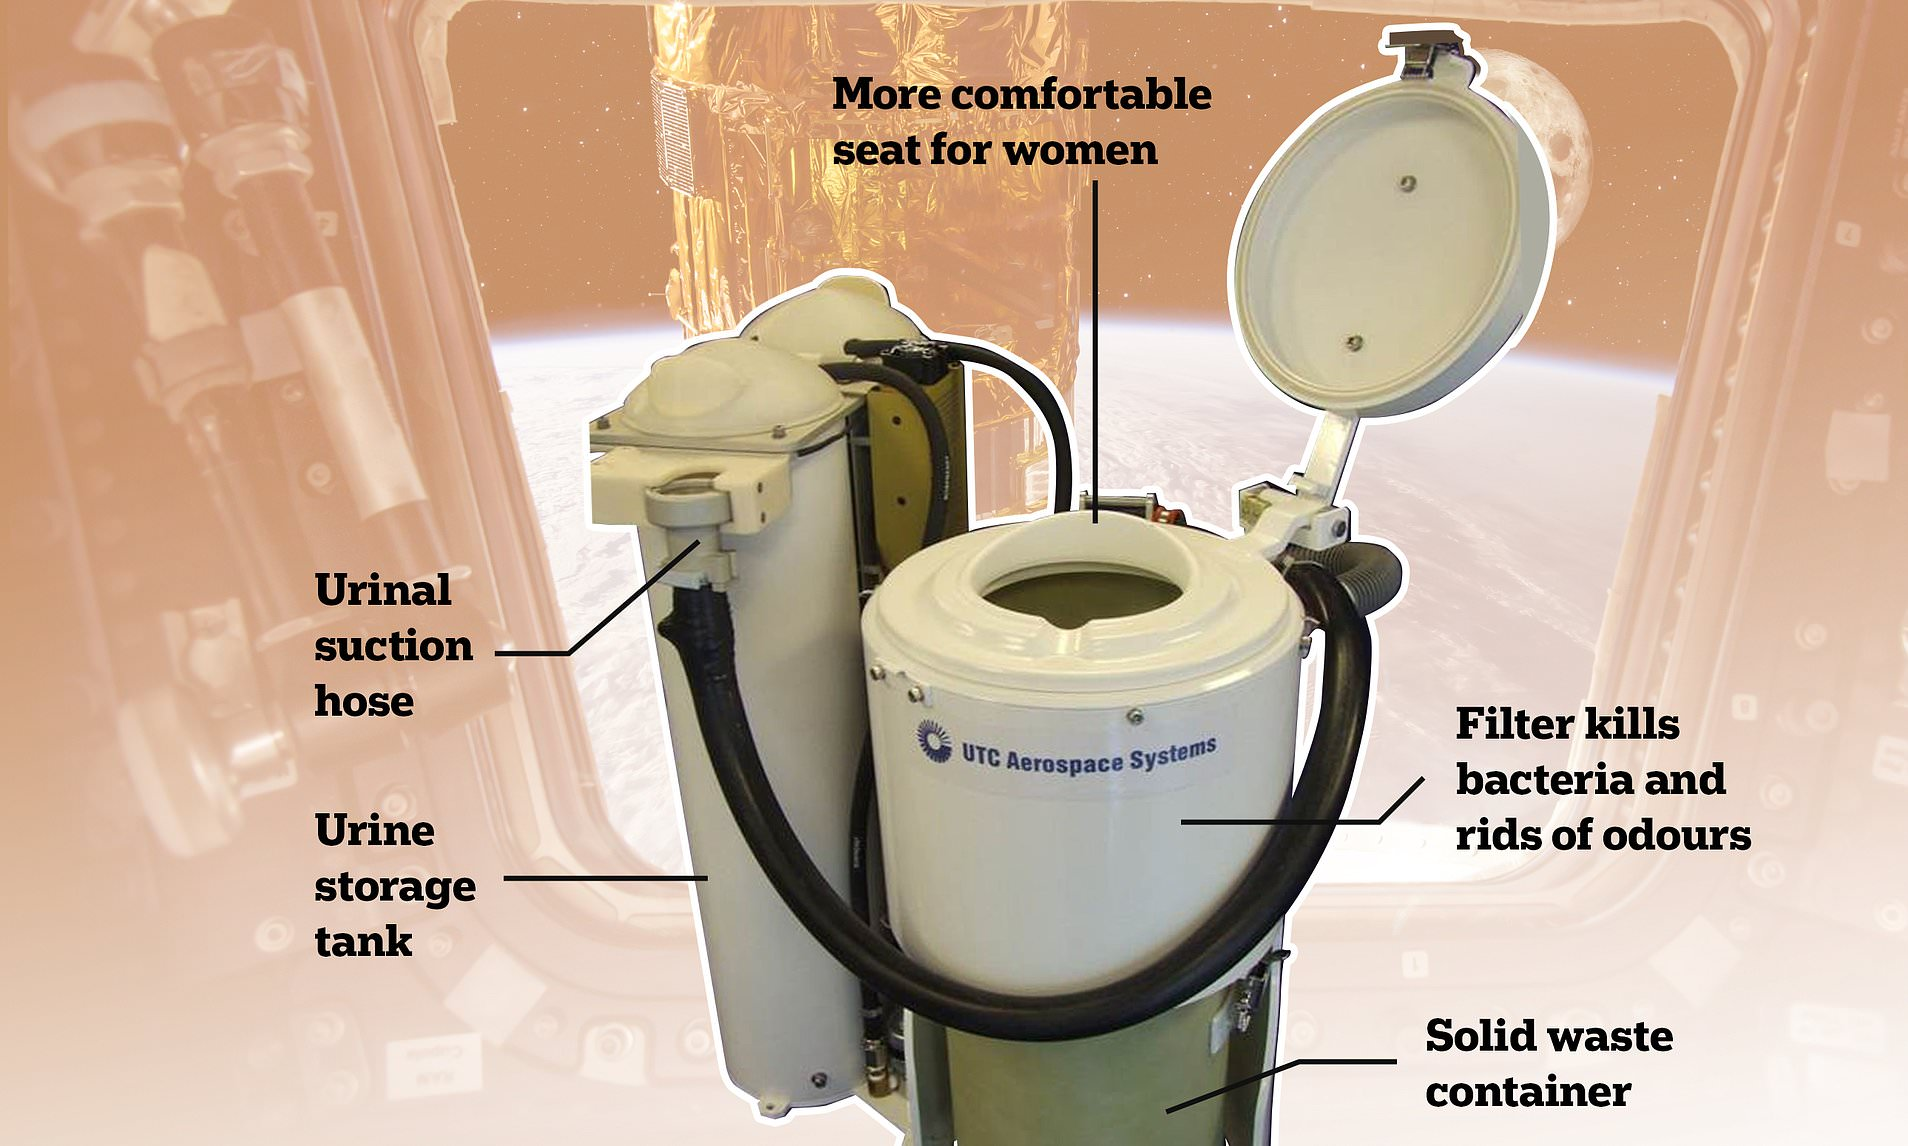 More comfortable
seat for women
Urinal
suction
hose
UTC Aerospace Systems
Filter kills
bacteria and
rids of odours
Urine
storage
tank
Solid waste
container